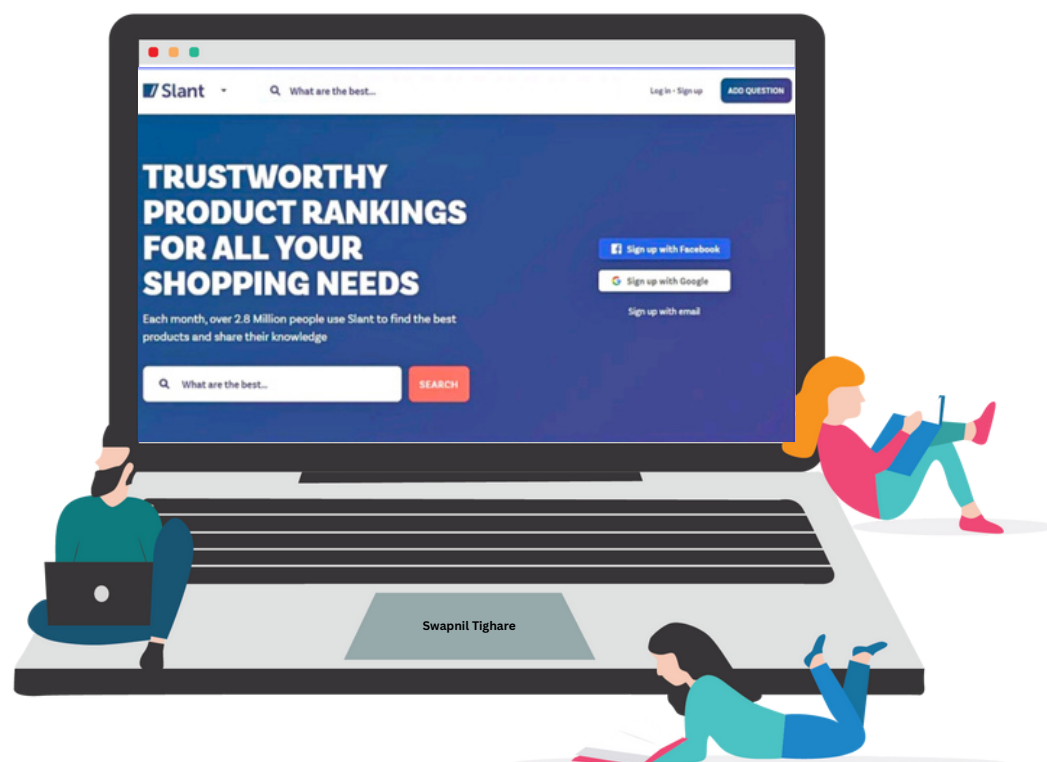 Slant
What are the best...
Log in - Sign up
ADD QUESTION
TRUSTWORTHY
PRODUCT RANKINGS
FOR ALL YOUR
SHOPPING NEEDS
Each month, over 2.8 Million people use Slant to find the best
products and share their knowledge
What are the best...
SEARCH
Sign up with Facebook
Sign up with Google
Sign up with email
Swapnil Tighare